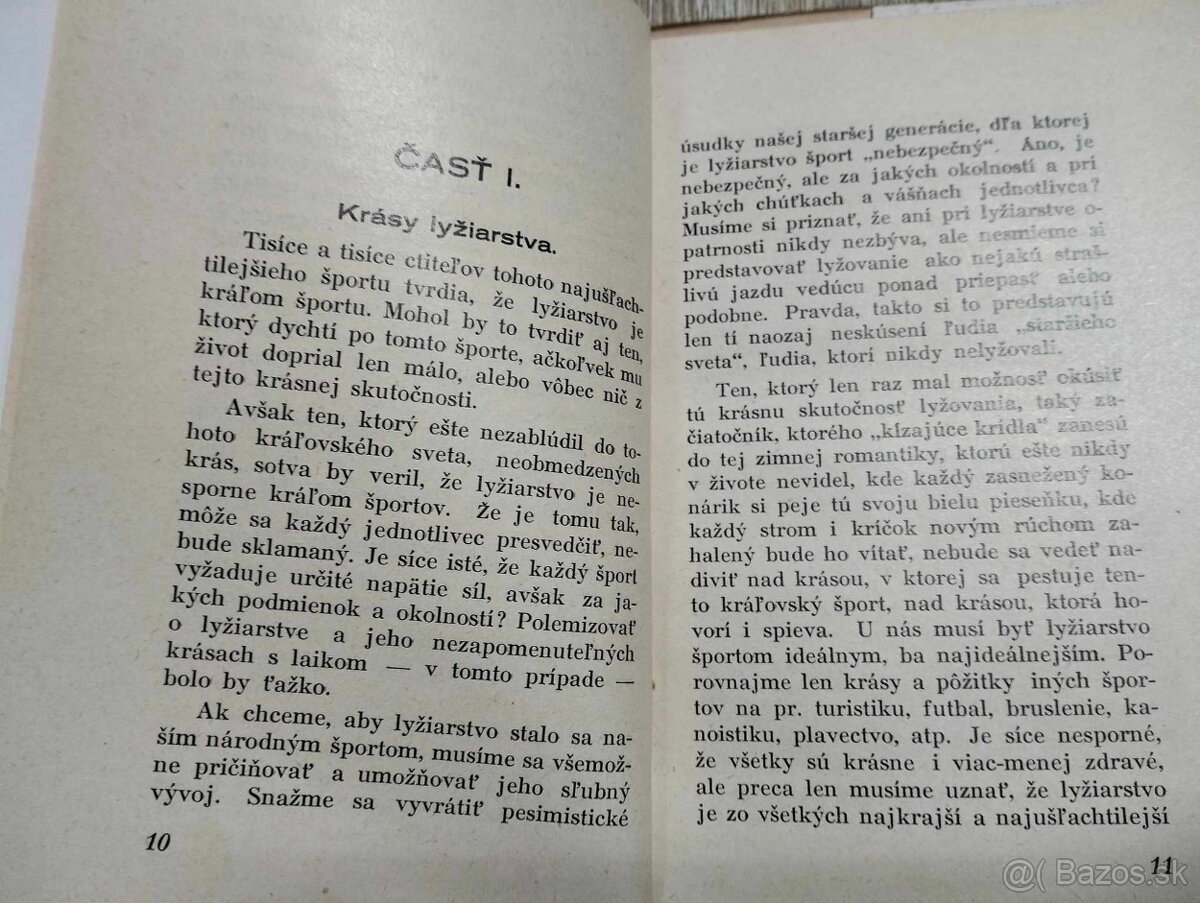 ČASŤ I.
Krásy lyžiarstva.
Tisíce a tisíce ctiteľov tohoto najušľach-
tilejšieho športu tvrdia, že lyžiarstvo je
kráľom športu. Mohol by to tvrdiť aj ten,
ktorý dychtí po tomto športe, ačkoľvek mu
život doprial len málo, alebo vôbec nič z
tejto krásnej skutočnosti.
Avšak ten, ktorý ešte nezablúdil do to-
hoto kráľovského sveta, neobmedzených
krás, sotva by veril, že lyžiarstvo je ne-
sporne kráľom športov. Že je tomu tak,
môže sa každý jednotlivec presvedčiť, ne-
bude sklamaný. Je síce isté, že každý šport
vyžaduje určité napätie síl, avšak za ja-
kých podmienok a okolností? Polemizovať
o lyžiarstve a jeho nezapomenuteľných
krásach s laikom — v tomto prípade —
bolo by ťažko.
Ak chceme, aby lyžiarstvo stalo sa na-
ším národným športom, musíme sa všemož-
ne pričiňovať a umožňovať jeho sľubný
vývoj. Snažme sa vyvrátiť pesimistické
10
úsudky našej staršej generácie, dľa ktorej
je lyžiarstvo šport „nebezpečný“. Áno, je
nebezpečný, ale za jakých okolností a pri
jakých chúťkach a vášňach jednotlivca?
Musíme si priznať, že ani pri lyžiarstve o-
patrnosti nikdy nezbýva, ale nesmieme si
predstavovať lyžovanie ako nejakú straš-
livú jazdu vedúcu ponad priepasť alebo
podobne. Pravda, takto si to predstavujú
len tí naozaj neskúsení ľudia „staržieho
sveta“, ľudia, ktorí nikdy nelyžovali.
Ten, ktorý len raz mal možnosť okúsiť
tú krásnu skutočnosť lyžovania, taký za-
čiatočník, ktorého „kĺzajúce krídla“ zanesú
do tej zimnej romantiky, ktorú ešte nikdy
v živote nevidel, kde každý zasnežený ko-
nárik si peje tú svoju bielu pieseňku, kde
každý strom i kríčok novým rúchom za-
halený bude ho vítať, nebude sa vedeť na-
diviť nad krásou, v ktorej sa pestuje ten-
to kráľovský šport, nad krásou, ktorá ho-
vorí i spieva. U nás musí byť lyžiarstvo
športom ideálnym, ba najideálnejším. Po-
rovnajme len krásy a pôžitky iných špor-
tov na pr. turistiku, futbal, bruslenie, ka-
noistiku, plavectvo, atp. Je síce nesporné,
že všetky sú krásne i viac-menej zdravé,
ale preca len musíme uznať, že lyžiarstvo
je zo všetkých najkrajší a najušľachtilejší
11
@( Bazos.sk